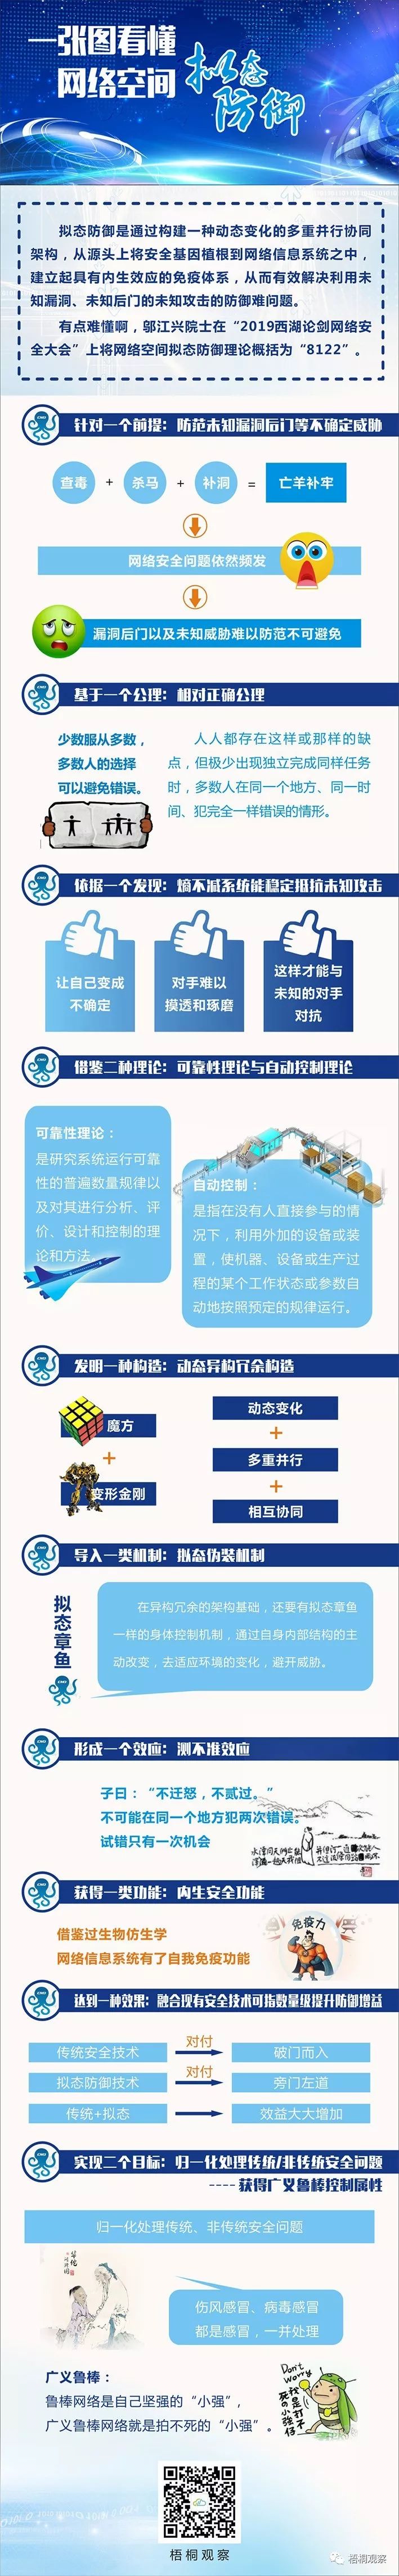 一张图看懂
网络空间
拟态
防御
拟态防御是通过构建一种动态变化的多重并行协同
架构，从源头上将安全基因植根到网络信息系统之中，
建立起具有内生效应的免疫体系，从而有效解决利用未
知漏洞、未知后门的未知攻击的防御难问题。
有点难懂啊，邬江兴院士在“2019西湖论剑网络安
全大会”上将网络空间拟态防御理论概括为“8122”。
针对一个前提：防范未知漏洞后门等不确定威胁
查毒 + 杀马 + 补洞 = 亡羊补牢
网络安全问题依然频发
漏洞后门以及未知威胁难以防范不可避免
基于一个公理：相对正确公理
少数服从多数，
多数人的选择
可以避免错误。
人人都存在这样或那样的缺
点，但极少出现独立完成同样任务
时，多数人在同一个地方、同一时
间、犯完全一样错误的情形。
依据一个发现：熵不减系统能稳定抵抗未知攻击
让自己变成
不确定
对手难以
摸透和琢磨
这样才能与
未知的对手
对抗
借鉴二种理论：可靠性理论与自动控制理论
可靠性理论：
是研究系统运行可靠
性的普遍数量规律以
及对其进行分析、评
价、设计和控制的理
论和方法
自动控制：
是指在没有人直接参与的情
况下，利用外加的设备或装
置，使机器、设备或生产过
程的某个工作状态或参数自
动地按照预定的规律运行。
发明一种构造：动态异构冗余构造
魔方
+
变形金刚
动态变化
+
多重并行
+
相互协同
导入一类机制：拟态伪装机制
拟态章鱼
在异构冗余的架构基础，还要有拟态章鱼
一样的身体控制机制，通过自身内部结构的主
动改变，去适应环境的变化，避开威胁。
形成一个效应：测不准效应
子曰：“不迁怒，不贰过。”
不可能在同一个地方犯两次错误。
试错只有一次机会
获得一类功能：内生安全功能
借鉴过生物仿生学
网络信息系统有了自我免疫功能
免疫力
达到一种效果：融合现有安全技术可指数量级提升防御增益
传统安全技术 对付 破门而入
拟态防御技术 对付 旁门左道
传统+拟态 效益大大增加
实现二个目标：归一化处理传统/非传统安全问题
----获得广义鲁棒控制属性
归一化处理传统、非传统安全问题
伤风感冒、病毒感冒
都是感冒，一并处理
广义鲁棒：
鲁棒网络是自己坚强的“小强”，
广义鲁棒网络就是拍不死的“小强”。
Don't
Worry
我是打不
死的小强仔
梧桐观察
梧桐观察